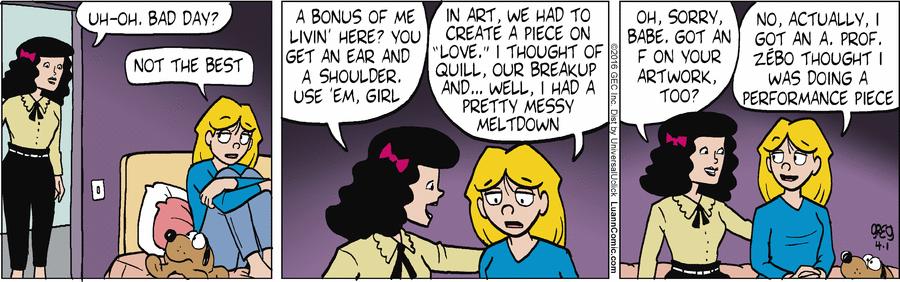 UH-OH. BAD DAY?
NOT THE BEST
A BONUS OF ME
LIVIN' HERE? YOU
GET AN EAR AND
A SHOULDER.
USE 'EM, GIRL
IN ART, WE HAD TO
CREATE A PIECE ON
"LOVE." I THOUGHT OF
QUILL, OUR BREAKUP
AND... WELL, I HAD A
PRETTY MESSY
MELTDOWN
©2016 GEC Inc. Dist by UniversalUclick LuannComic.com
OH, SORRY,
BABE. GOT AN
F ON YOUR
ARTWORK,
TOO?
NO, ACTUALLY, I
GOT AN A. PROF.
ZÉBO THOUGHT I
WAS DOING A
PERFORMANCE PIECE
GREG
4.1